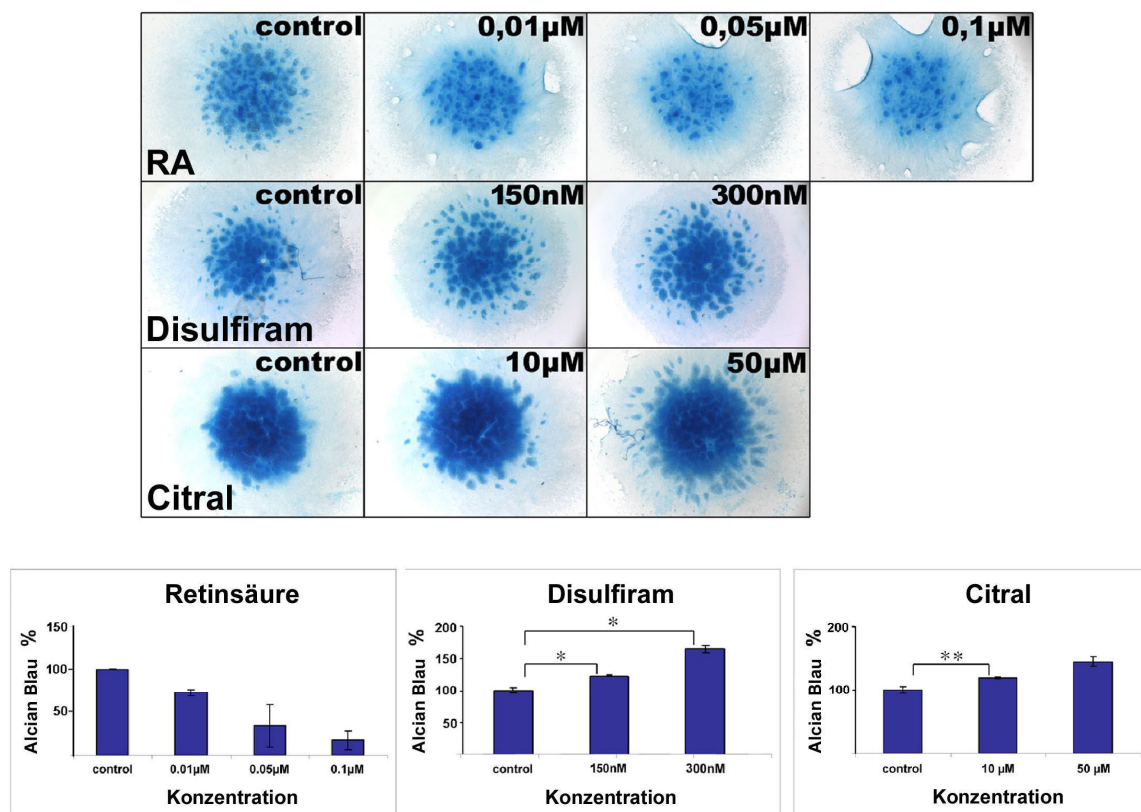 control 0,01µM 0,05µM 0,1µM
RA
control 150nM 300nM
Disulfiram
control 10µM 50µM
Citral
Retinsäure
Alcian Blau %
150
100
50
control 0.01µM 0.05µM 0.1µM
Konzentration
Disulfiram
Alcian Blau %
200
150
100
50
*
*
control 150nM 300nM
Konzentration
Citral
Alcian Blau %
200
100
**
control 10 µM 50 µM
Konzentration